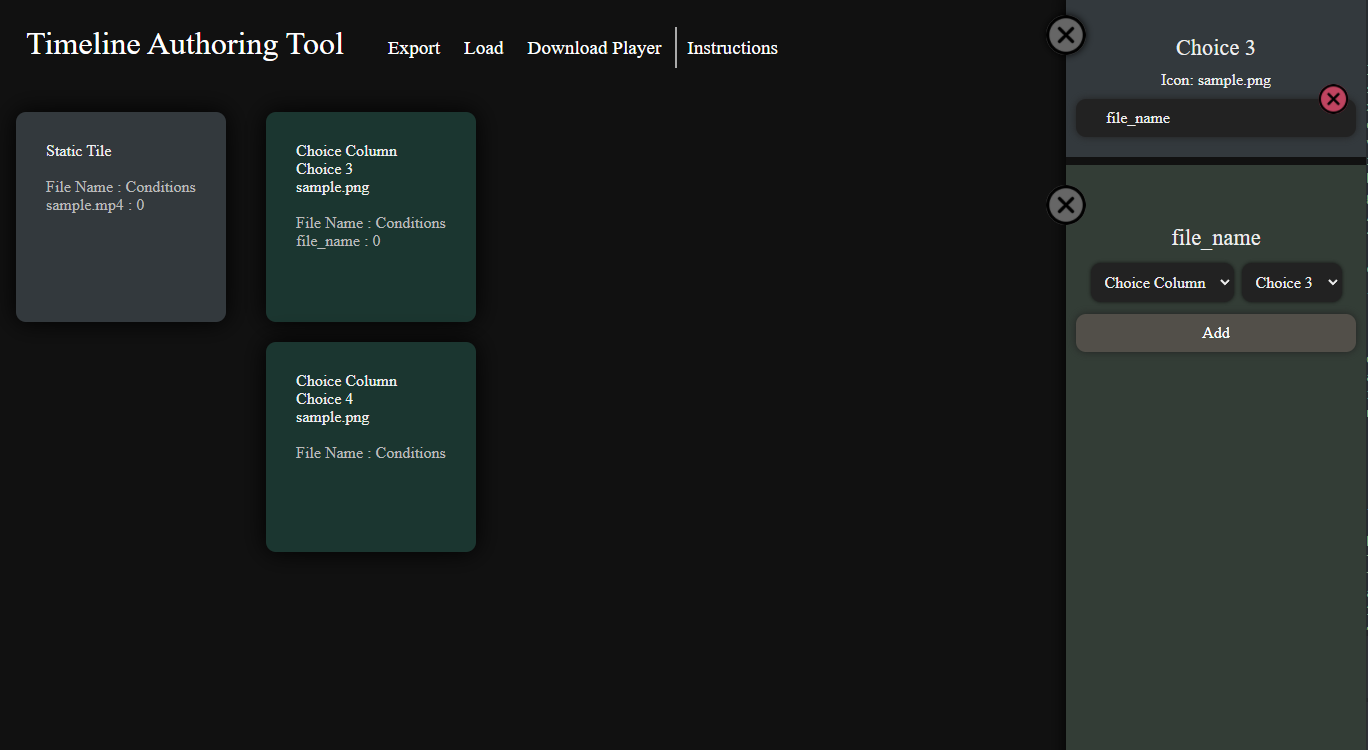 Timeline Authoring Tool
Export Load Download Player Instructions
Static Tile
File Name : Conditions
sample.mp4 : 0
Choice Column
Choice 3
sample.png
File Name : Conditions
file_name : 0
Choice Column
Choice 4
sample.png
File Name : Conditions
Choice 3
Icon: sample.png
file_name
file_name
Choice Column Choice 3
Add